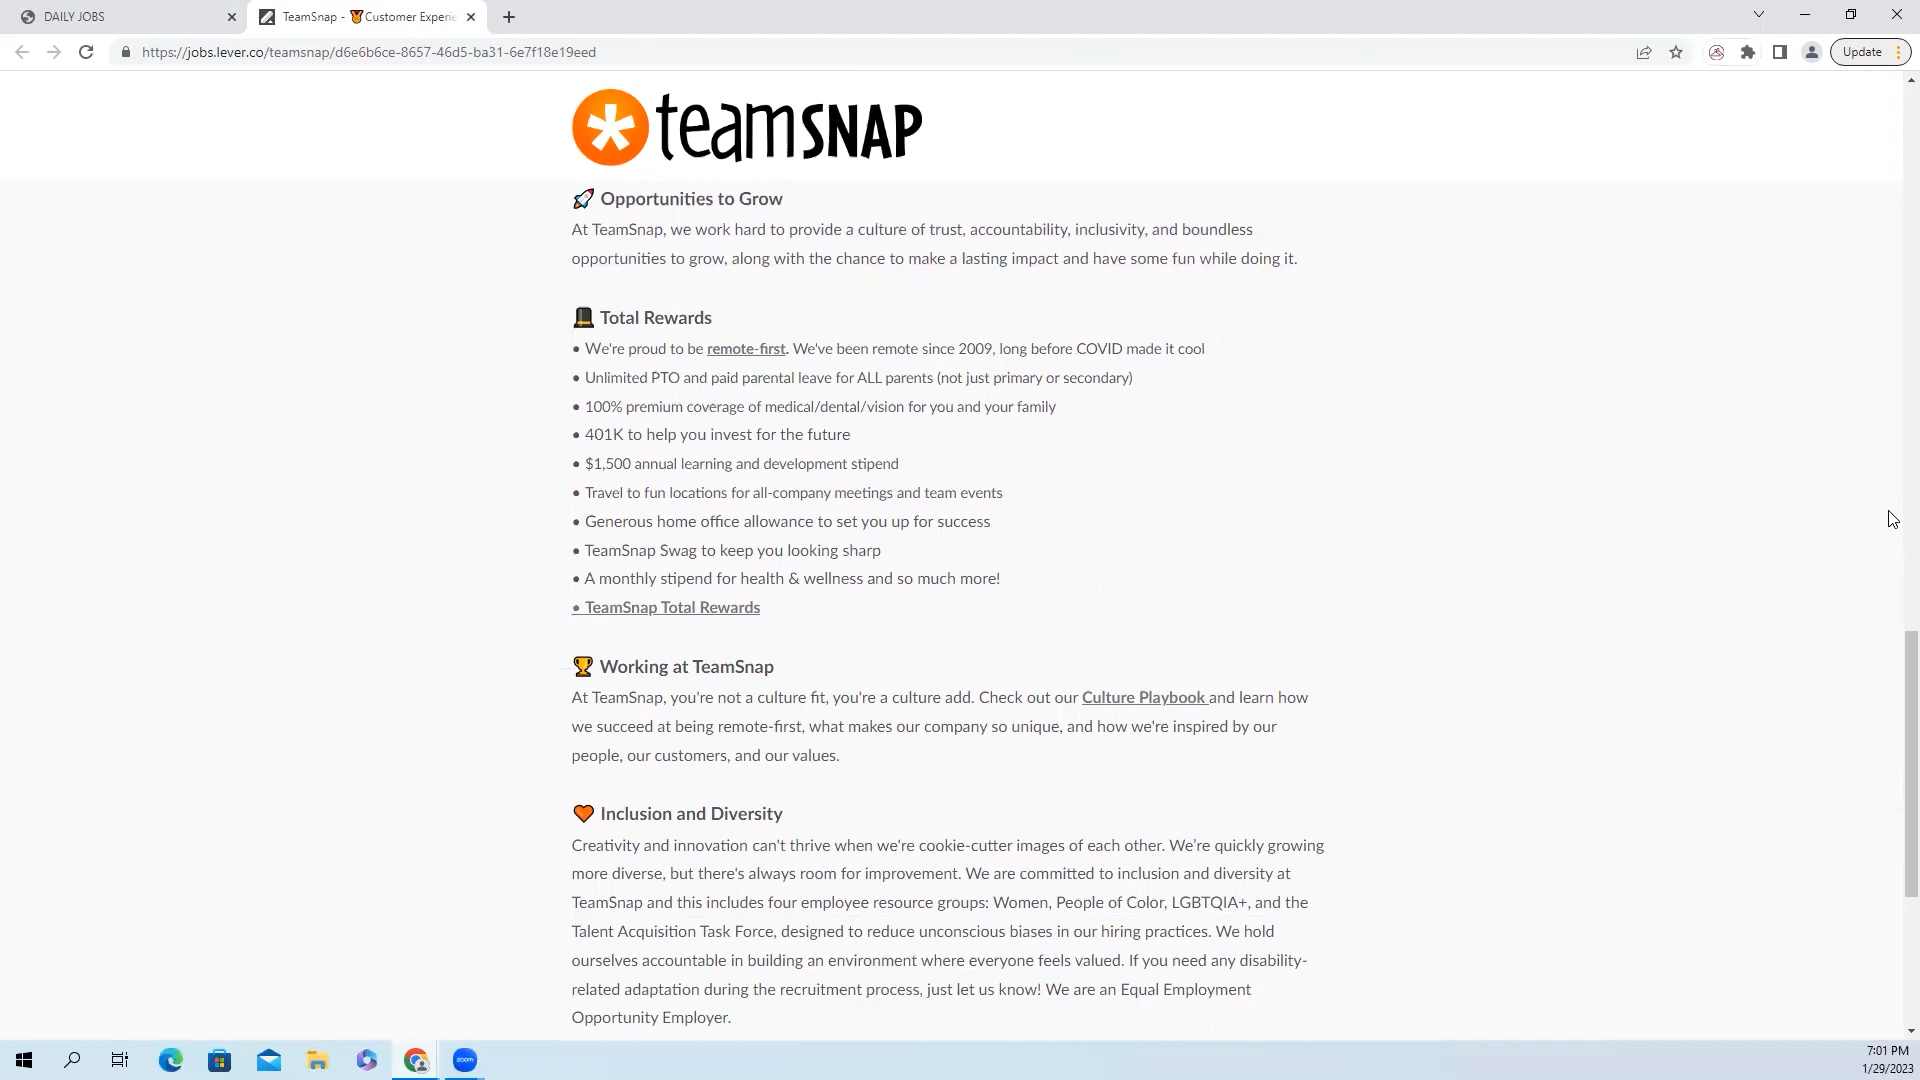 DAILY JOBS
TeamSnap - 🏅Customer Experie
https://jobs.lever.co/teamsnap/d6e6b6ce-8657-46d5-ba31-6e7f18e19eed
Update
teamSNAP
🚀 Opportunities to Grow
At TeamSnap, we work hard to provide a culture of trust, accountability, inclusivity, and boundless
opportunities to grow, along with the chance to make a lasting impact and have some fun while doing it.
🎩 Total Rewards
• We're proud to be remote-first. We've been remote since 2009, long before COVID made it cool
• Unlimited PTO and paid parental leave for ALL parents (not just primary or secondary)
• 100% premium coverage of medical/dental/vision for you and your family
• 401K to help you invest for the future
• $1,500 annual learning and development stipend
• Travel to fun locations for all-company meetings and team events
• Generous home office allowance to set you up for success
• TeamSnap Swag to keep you looking sharp
• A monthly stipend for health & wellness and so much more!
• TeamSnap Total Rewards
🏆 Working at TeamSnap
At TeamSnap, you're not a culture fit, you're a culture add. Check out our Culture Playbook and learn how
we succeed at being remote-first, what makes our company so unique, and how we're inspired by our
people, our customers, and our values.
🧡 Inclusion and Diversity
Creativity and innovation can't thrive when we're cookie-cutter images of each other. We’re quickly growing
more diverse, but there's always room for improvement. We are committed to inclusion and diversity at
TeamSnap and this includes four employee resource groups: Women, People of Color, LGBTQIA+, and the
Talent Acquisition Task Force, designed to reduce unconscious biases in our hiring practices. We hold
ourselves accountable in building an environment where everyone feels valued. If you need any disability-
related adaptation during the recruitment process, just let us know! We are an Equal Employment
Opportunity Employer.
zoom
7:01 PM
1/29/2023